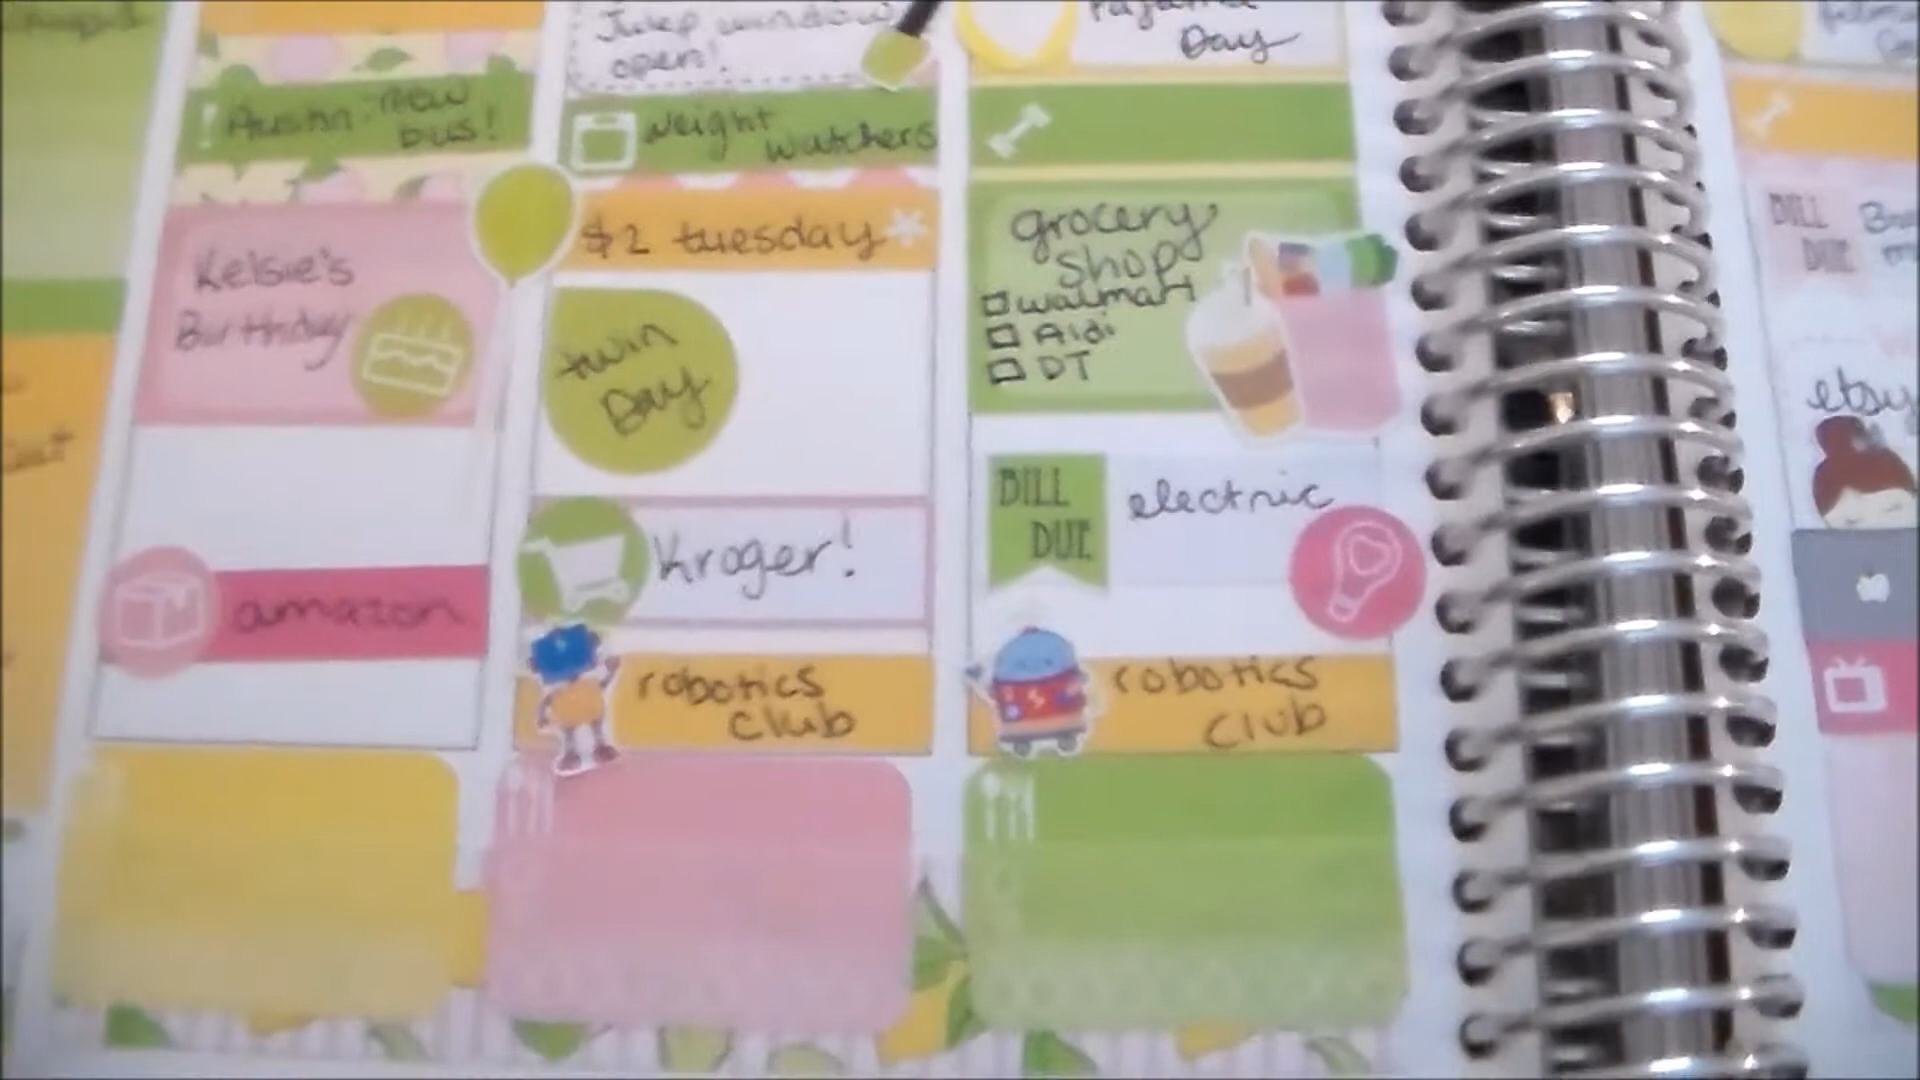 Austin: new
bus!
Kelsie's
Birthday
amazon
Julep window
open!
Weight
Watchers
$2 tuesday
twin
Day
Kroger!
robotics
club
Pajama
Day
grocery
shop
walmart
Aldi
DT
BILL
DUE
electric
robotics
club
BILL
DUE
etsy